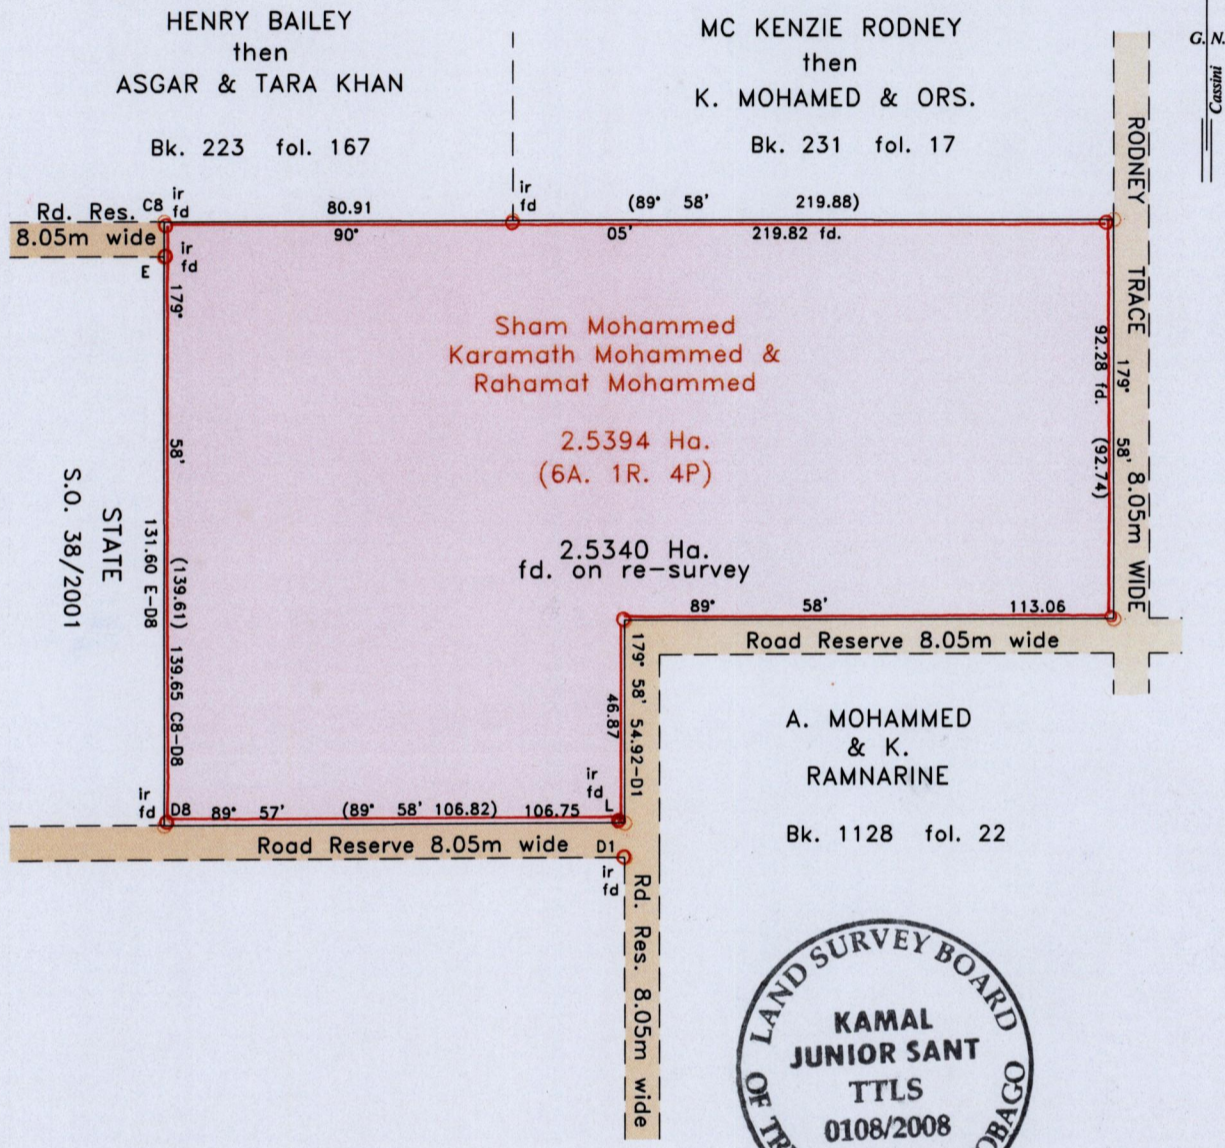 HENRY BAILEY
then
ASGAR & TARA KHAN
Bk. 223 fol. 167
MC KENZIE RODNEY
then
K. MOHAMED & ORS.
Bk. 231 fol. 17
G. N.
Cassini
RODNEY TRACE 8.05m WIDE
179° 58'
Rd. Res.
8.05m wide
C8
ir
fd
80.91
ir
fd
(89° 58' 219.88)
90° 05' 219.82 fd.
E
ir
fd
179° 58'
(139.61) 139.65 C8-D8
131.60 E-D8
STATE
S.O. 38/2001
Sham Mohammed
Karamath Mohammed &
Rahamat Mohammed
2.5394 Ha.
(6A. 1R. 4P)
2.5340 Ha.
fd. on re-survey
92.28 fd. (92.74)
89° 58' 113.06
Road Reserve 8.05m wide
179° 58' 54.92-D1
46.87
ir
fd
L
ir
fd
D8
89° 57' (89° 58' 106.82) 106.75
Road Reserve 8.05m wide
D1
ir
fd
Rd. Res. 8.05m wide
A. MOHAMMED
& K.
RAMNARINE
Bk. 1128 fol. 22
LAND SURVEY BOARD
KAMAL
JUNIOR SANT
TTLS
0108/2008
OF